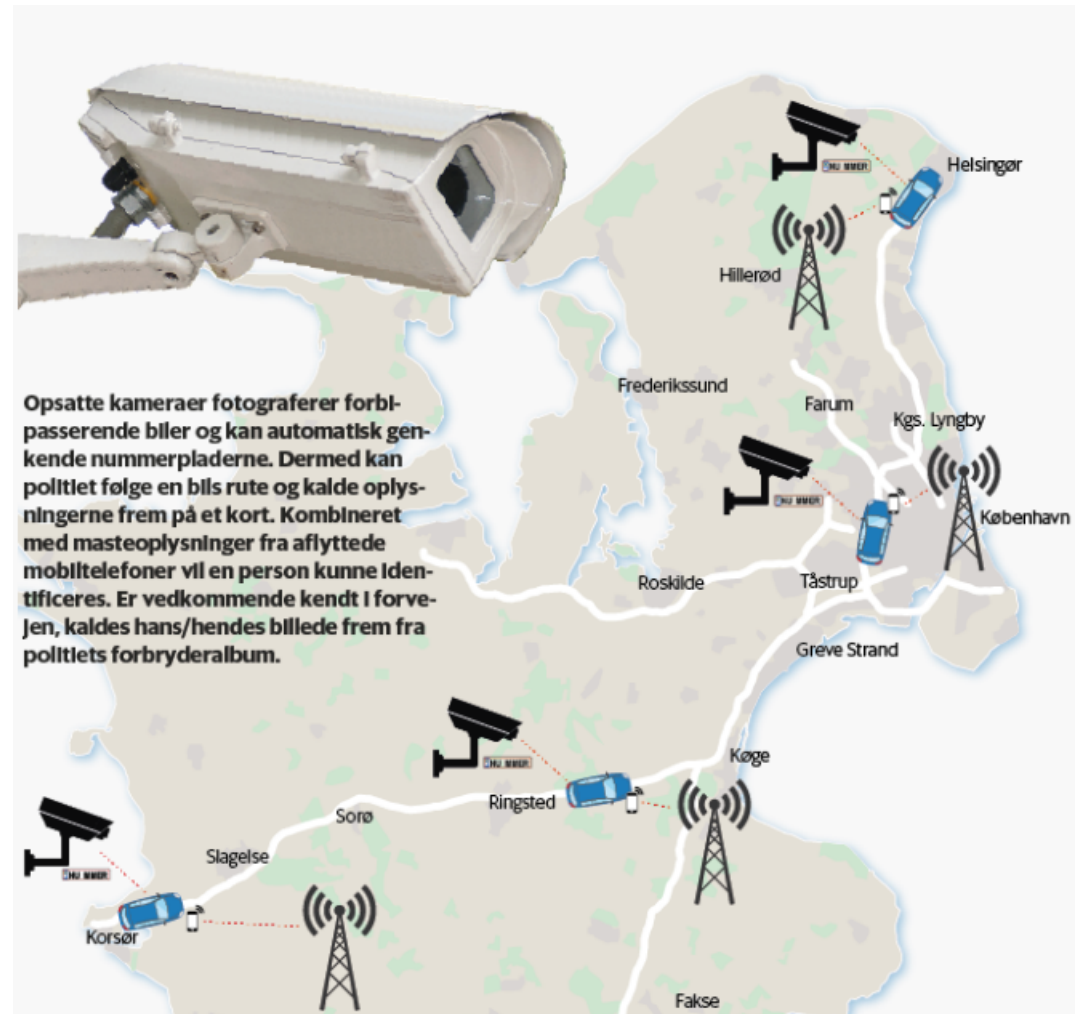 Helsingør
Hillerød
Frederikssund
Farum
Kgs. Lyngby
Opsatte kameraer fotograferer forbi-
passerende biler og kan automatisk gen-
kende nummerpladerne. Dermed kan
politiet følge en bils rute og kalde oplys-
ningerne frem på et kort. Kombineret
med masteoplysninger fra aflyttede
mobiltelefoner vil en person kunne iden-
tificeres. Er vedkommende kendt i forve-
jen, kaldes hans/hendes billede frem fra
politiets forbryderalbum.
København
Roskilde
Tåstrup
Greve Strand
Køge
Ringsted
Sorø
Slagelse
Korsør
Fakse